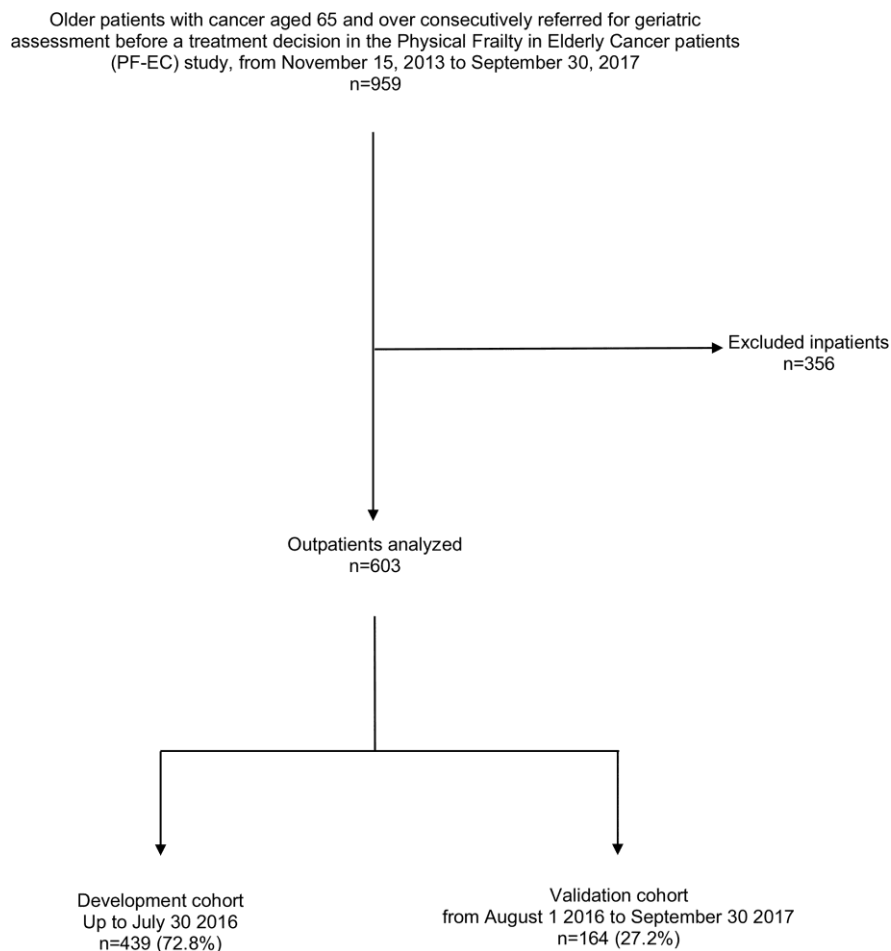 Older patients with cancer aged 65 and over consecutively referred for geriatric
assessment before a treatment decision in the Physical Frailty in Elderly Cancer patients
(PF-EC) study, from November 15, 2013 to September 30, 2017
n=959
Excluded inpatients
n=356
Outpatients analyzed
n=603
Development cohort
Up to July 30 2016
n=439 (72.8%)
Validation cohort
from August 1 2016 to September 30 2017
n=164 (27.2%)